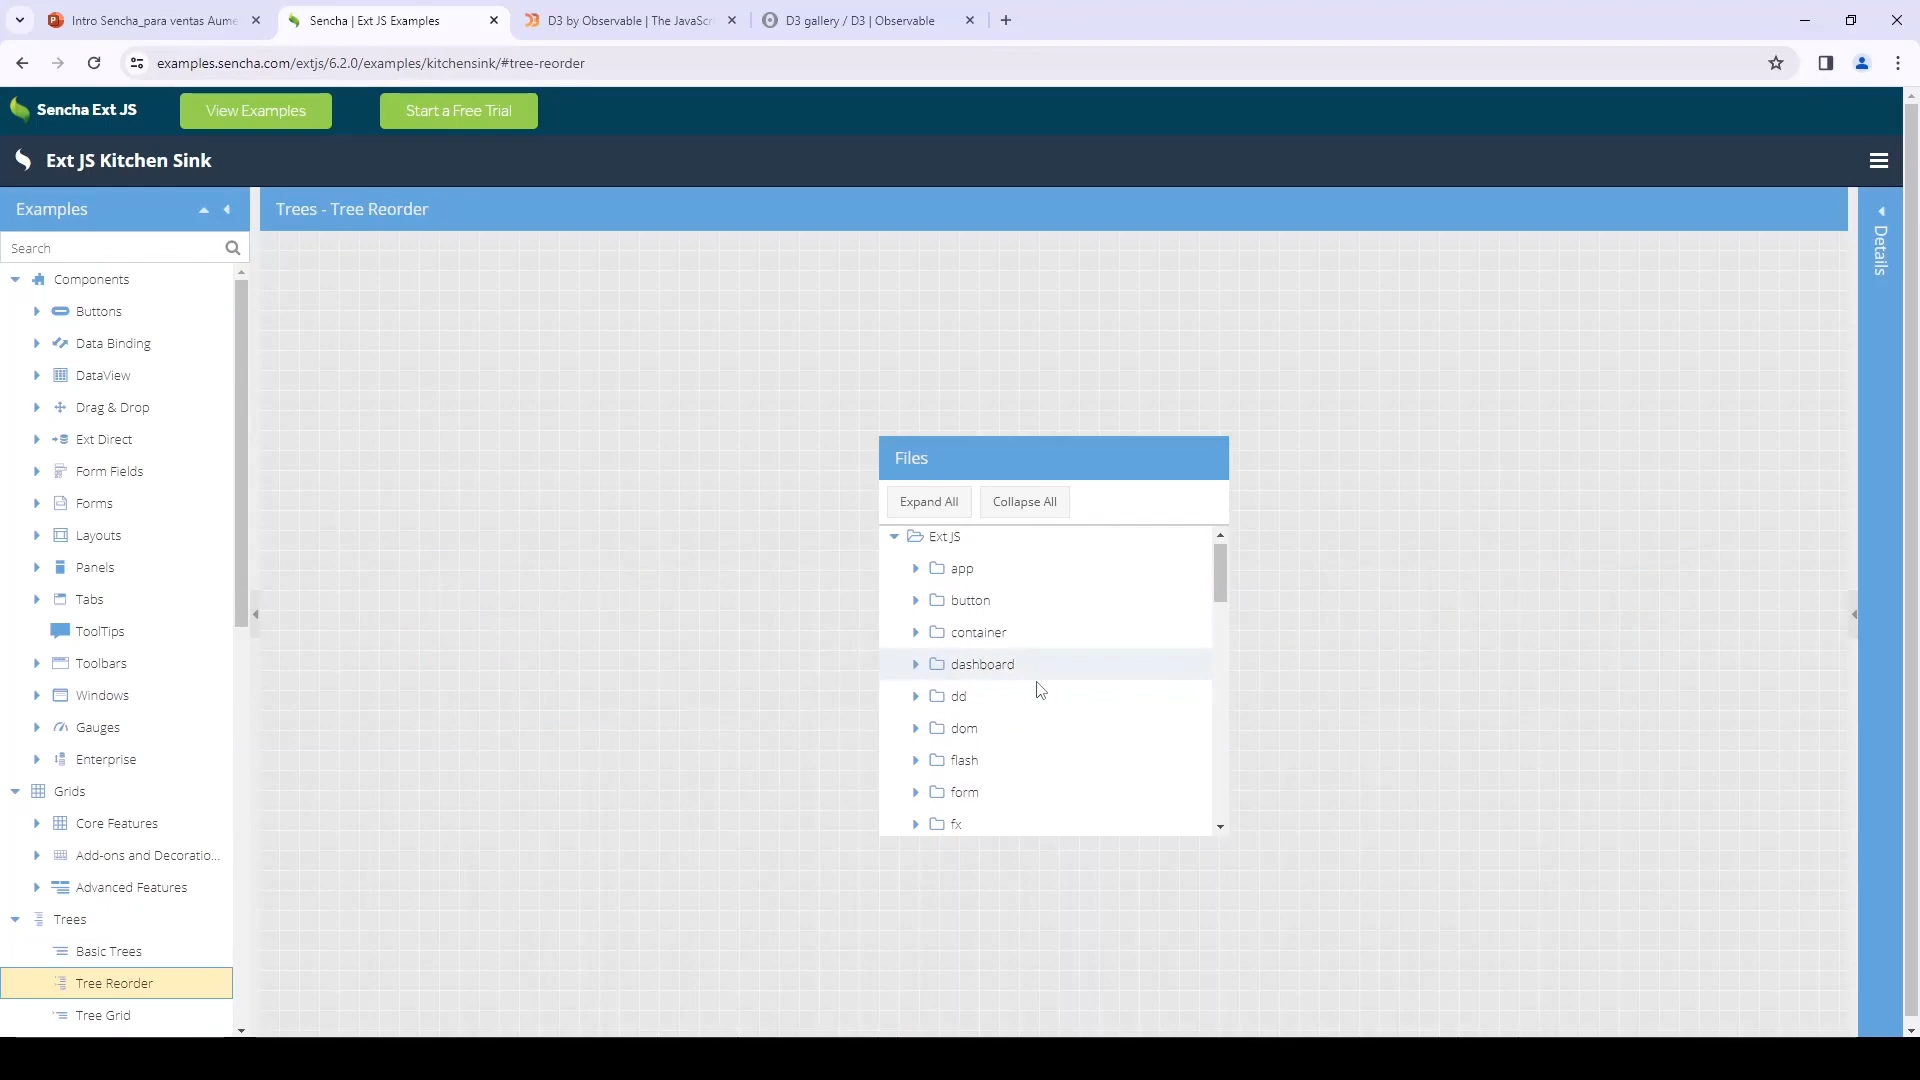 Intro Sencha_para ventas Aume
Sencha | Ext JS Examples
D3 by Observable | The JavaScr
D3 gallery / D3 | Observable
examples.sencha.com/extjs/6.2.0/examples/kitchensink/#tree-reorder
Sencha Ext JS
View Examples
Start a Free Trial
Ext JS Kitchen Sink
Examples
Trees - Tree Reorder
Details
Search
Components
Buttons
Data Binding
DataView
Drag & Drop
Ext Direct
Form Fields
Forms
Layouts
Panels
Tabs
ToolTips
Toolbars
Windows
Gauges
Enterprise
Grids
Core Features
Add-ons and Decoratio...
Advanced Features
Trees
Basic Trees
Tree Reorder
Tree Grid
Files
Expand All
Collapse All
Ext JS
app
button
container
dashboard
dd
dom
flash
form
fx